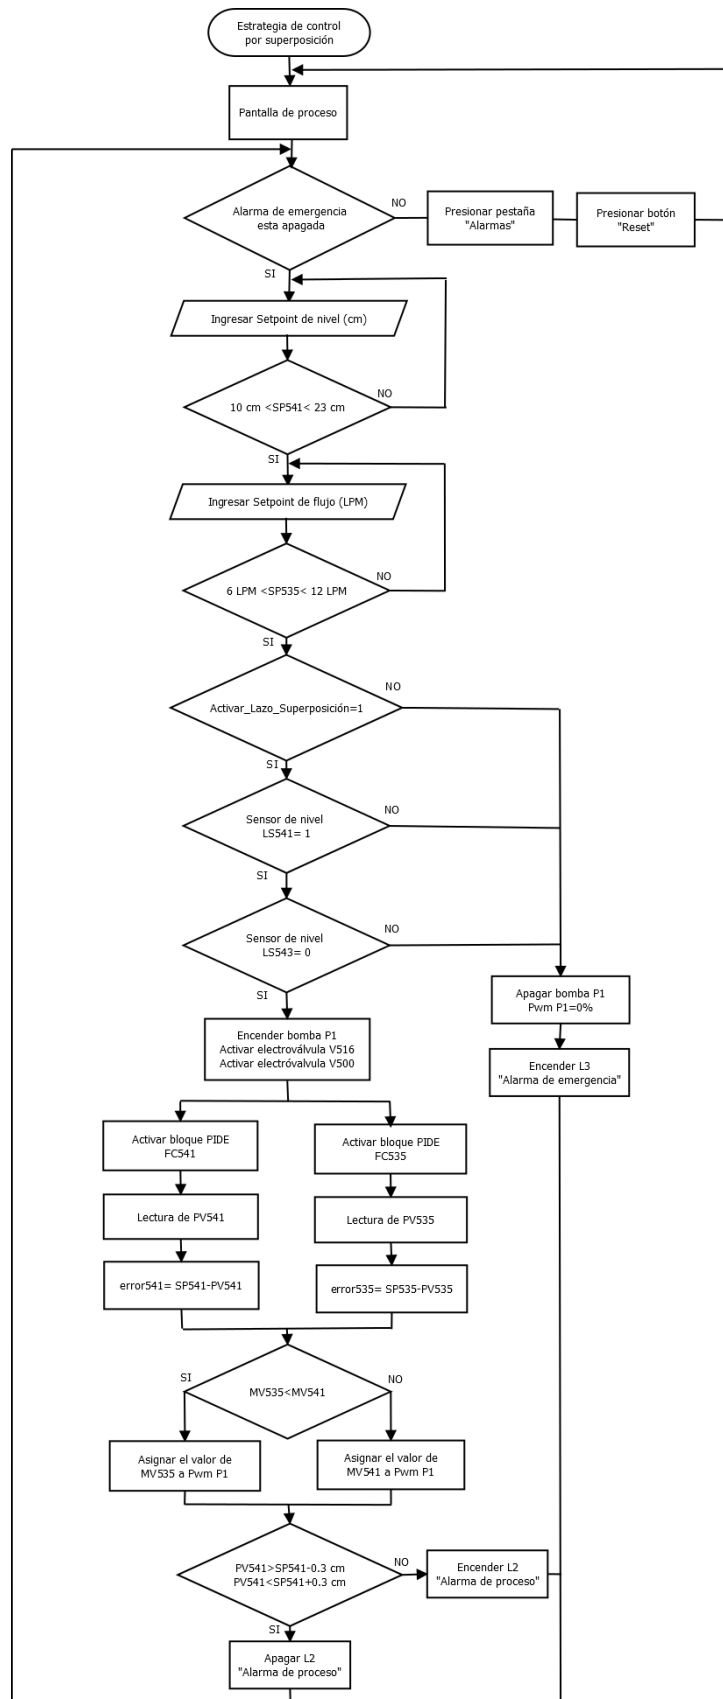 Estrategia de control
por superposición
Pantalla de proceso
Alarma de emergencia
esta apagada
NO
Presionar pestaña
"Alarmas"
Presionar botón
"Reset"
SI
Ingresar Setpoint de nivel (cm)
10 cm <SP541< 23 cm
NO
SI
Ingresar Setpoint de flujo (LPM)
6 LPM <SP535< 12 LPM
NO
SI
Activar_Lazo_Superposición=1
NO
SI
Sensor de nivel
LS541= 1
NO
SI
Sensor de nivel
LS543= 0
NO
SI
Apagar bomba P1
Pwm P1=0%
Encender bomba P1
Activar electroválvula V516
Activar electróvalvula V500
Encender L3
"Alarma de emergencia"
Activar bloque PIDE
FC541
Activar bloque PIDE
FC535
Lectura de PV541
Lectura de PV535
error541= SP541-PV541
error535= SP535-PV535
SI
MV535<MV541
NO
Asignar el valor de
MV535 a Pwm P1
Asignar el valor de
MV541 a Pwm P1
PV541>SP541-0.3 cm
PV541<SP541+0.3 cm
NO
Encender L2
"Alarma de proceso"
SI
Apagar L2
"Alarma de proceso"